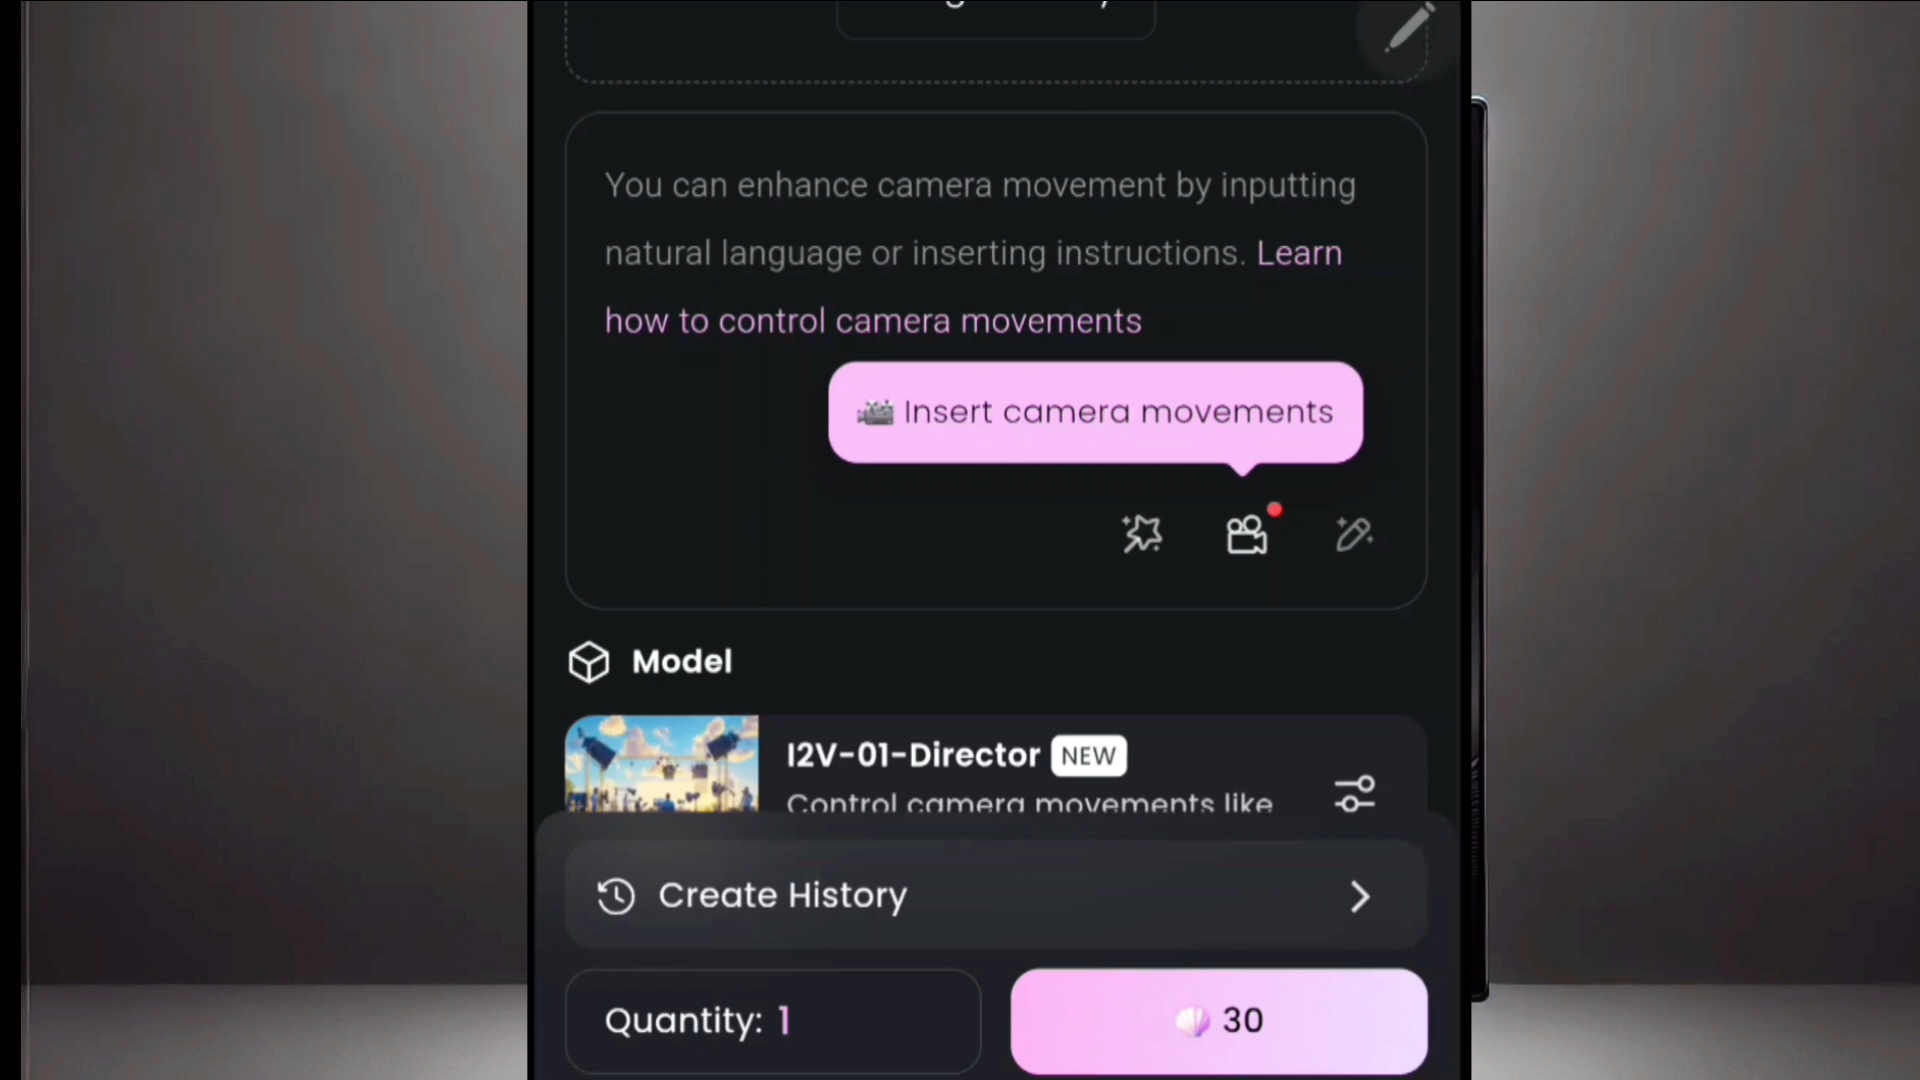 You can enhance camera movement by inputting
natural language or inserting instructions. Learn
how to control camera movements
Insert camera movements
Model
I2V-01-Director NEW
Control camera movements like
Create History
Quantity: 1
30